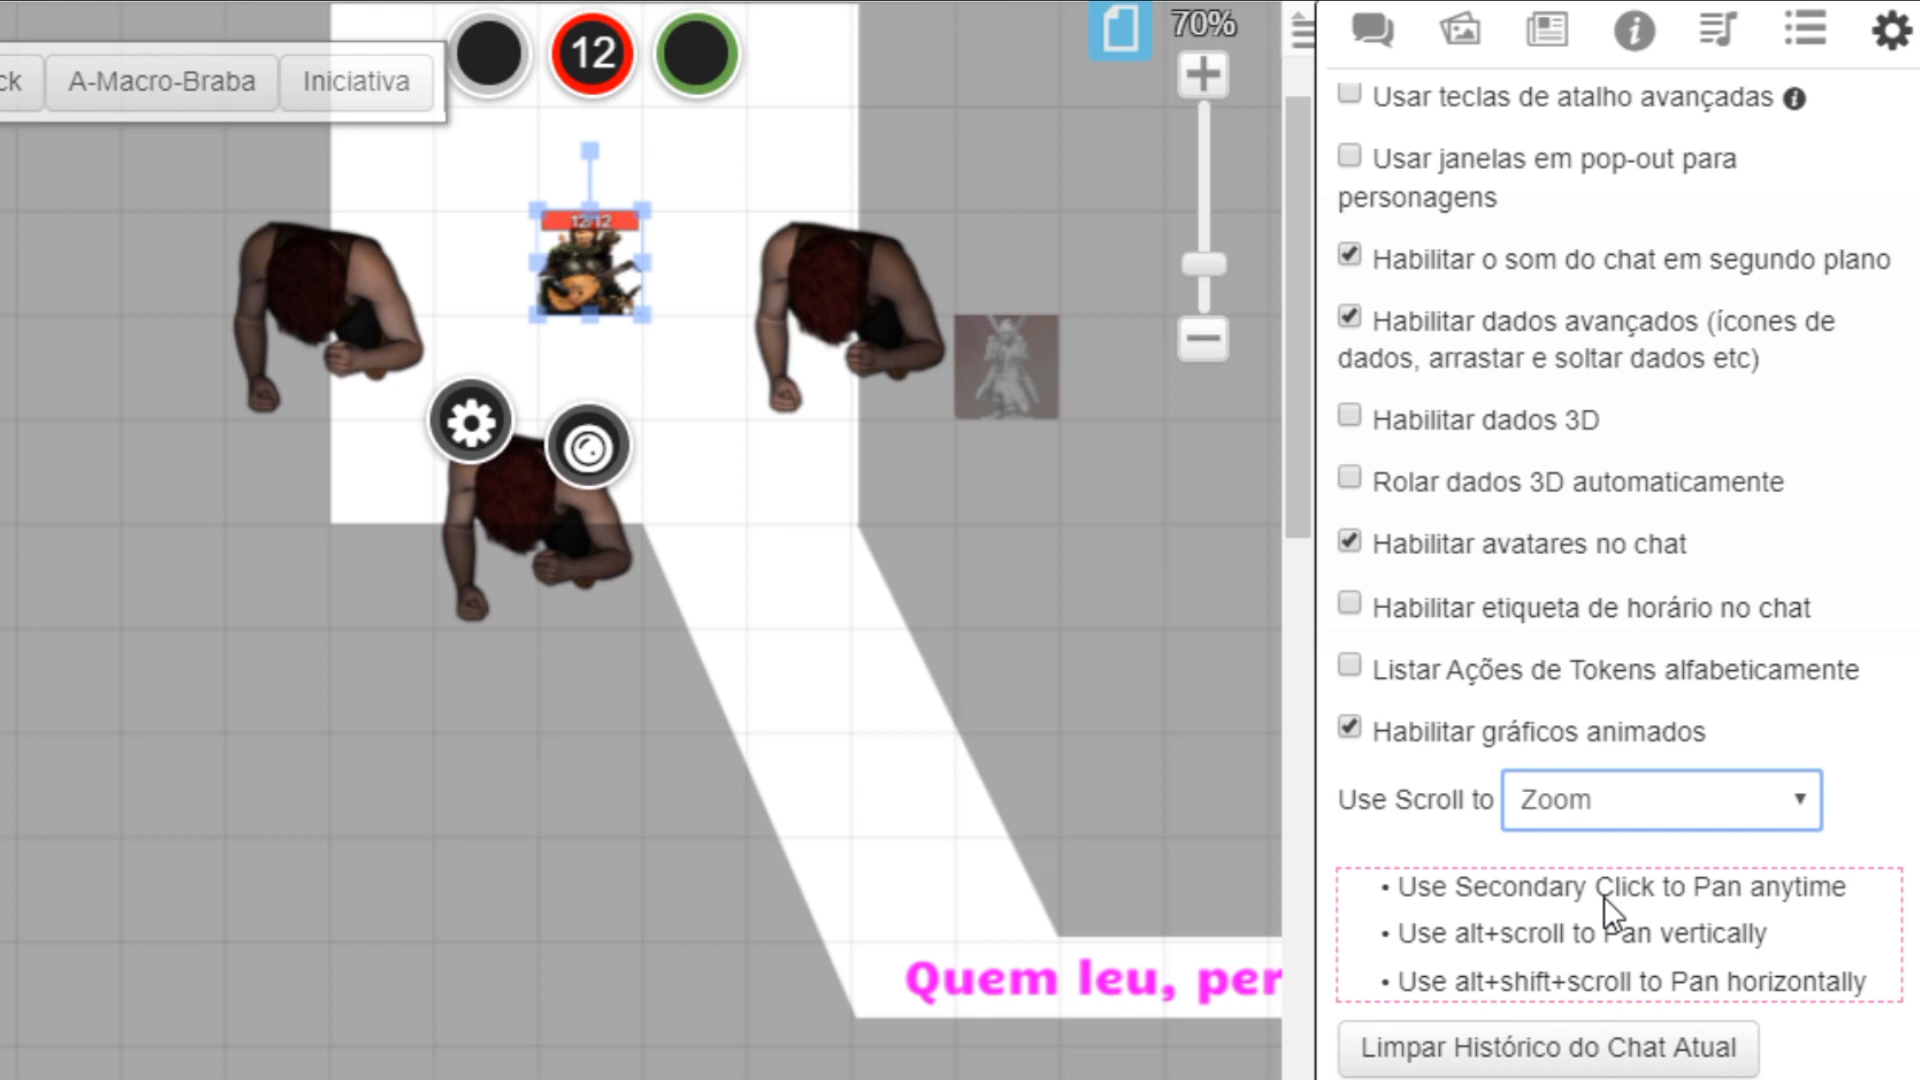 ck
A-Macro-Braba
Iniciativa
12
70%
12/12
Quem leu, per
Usar teclas de atalho avançadas
Usar janelas em pop-out para
personagens
Habilitar o som do chat em segundo plano
Habilitar dados avançados (ícones de
dados, arrastar e soltar dados etc)
Habilitar dados 3D
Rolar dados 3D automaticamente
Habilitar avatares no chat
Habilitar etiqueta de horário no chat
Listar Ações de Tokens alfabeticamente
Habilitar gráficos animados
Use Scroll to Zoom
• Use Secondary Click to Pan anytime
• Use alt+scroll to Pan vertically
• Use alt+shift+scroll to Pan horizontally
Limpar Histórico do Chat Atual